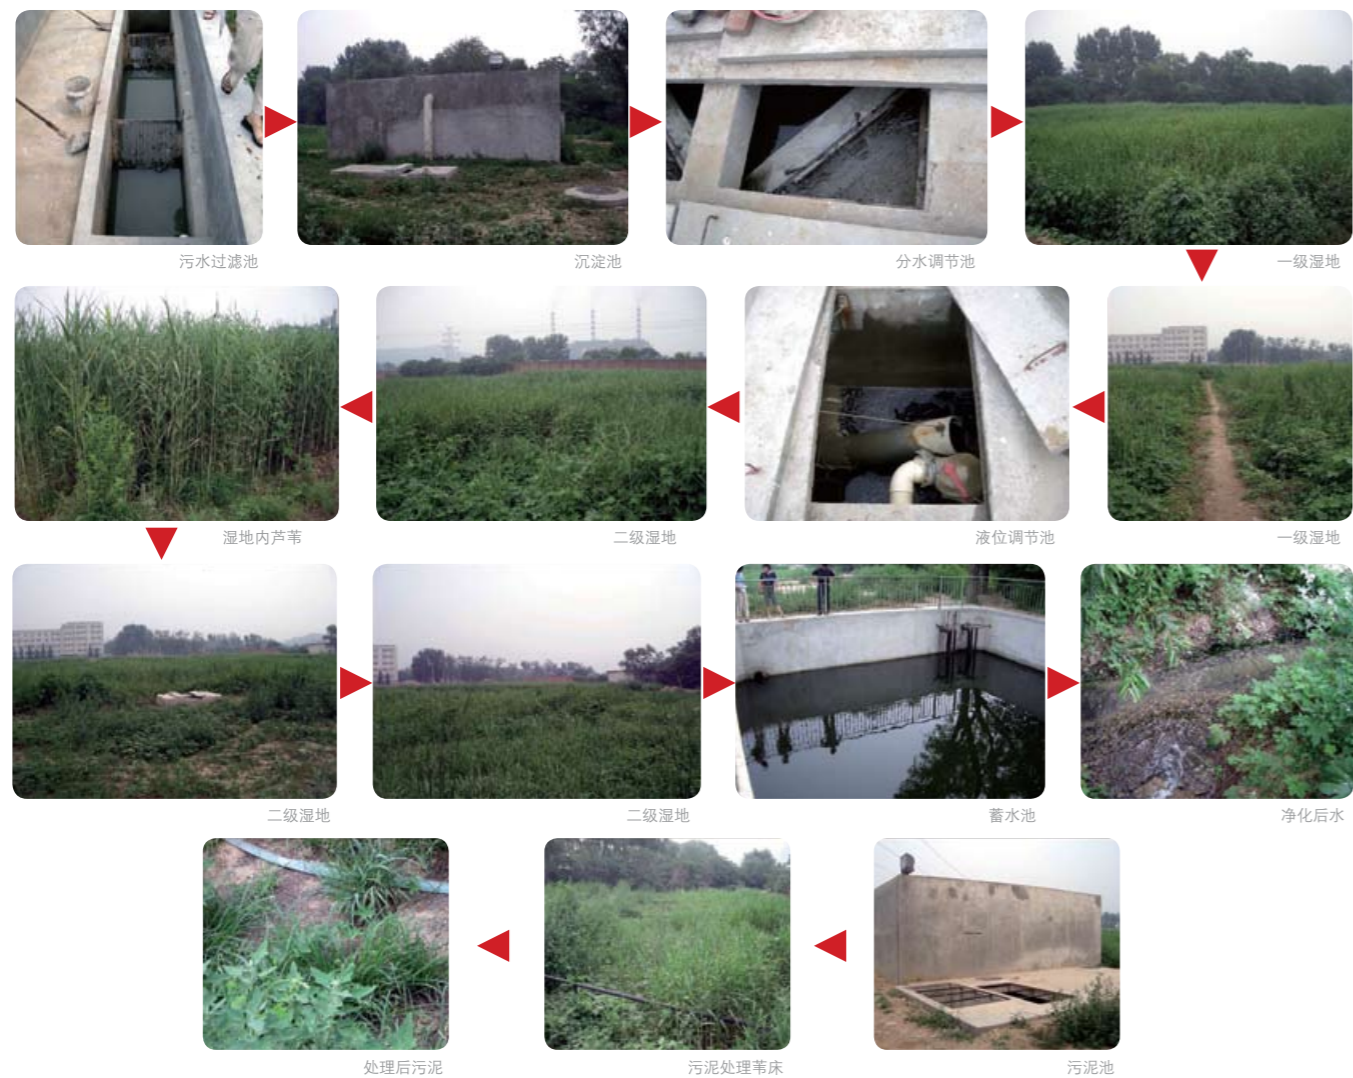 污水过滤池
沉淀池
分水调节池
一级湿地
湿地内芦苇
二级湿地
液位调节池
一级湿地
二级湿地
二级湿地
蓄水池
净化后水
处理后污泥
污泥处理苇床
污泥池